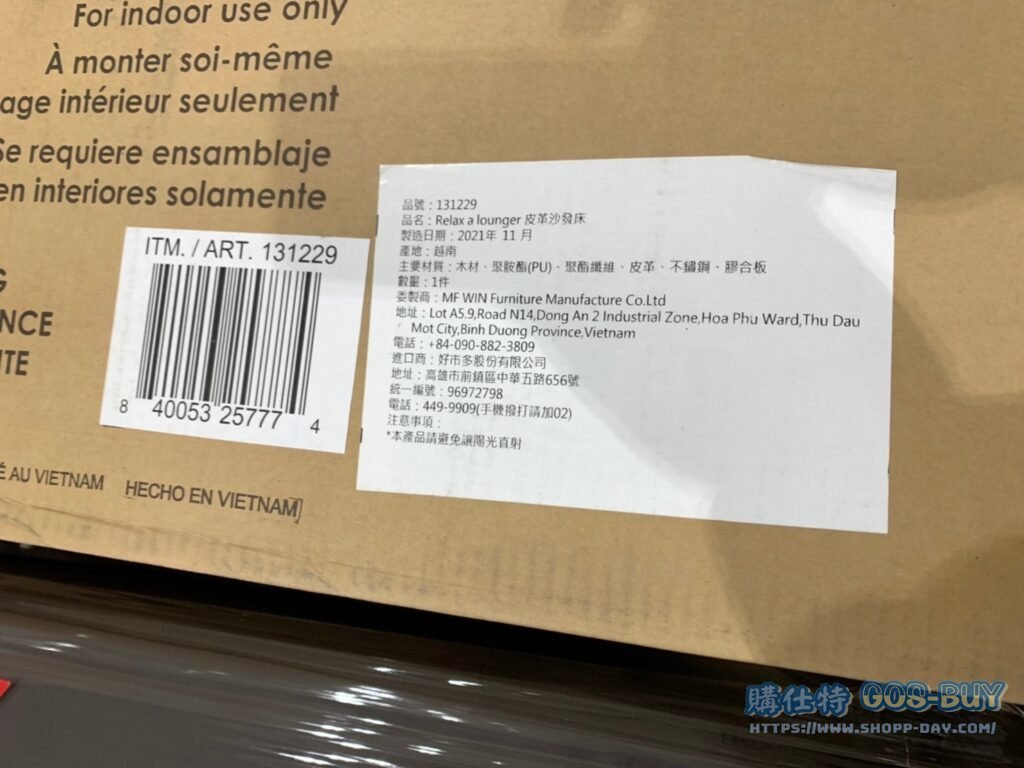 For indoor use only
À monter soi-même
age intérieur seulement
Se requiere ensamblaje
en interiores solamente
G
NCE
ITE
ITM. / ART. 131229
8 40053 25777 4
É AU VIETNAM HECHO EN VIETNAM
品號：131229
品名：Relax a lounger 皮革沙發床
製造日期：2021年 11 月
產地：越南
主要材質：木材、聚胺酯(PU)、聚酯纖維、皮革、不鏽鋼、膠合板
數量：1件
委製商：MF WIN Furniture Manufacture Co.Ltd
地址：Lot A5.9,Road N14,Dong An 2 Industrial Zone,Hoa Phu Ward,Thu Dau
Mot City,Binh Duong Province,Vietnam
電話：+84-090-882-3809
進口商：好市多股份有限公司
地址：高雄市前鎮區中華五路656號
統一編號：96972798
電話：449-9909(手機撥打請加02)
注意事項：
*本產品請避免讓陽光直射
購仕特 GOS-BUY
HTTPS://WWW.SHOPP-DAY.COM/